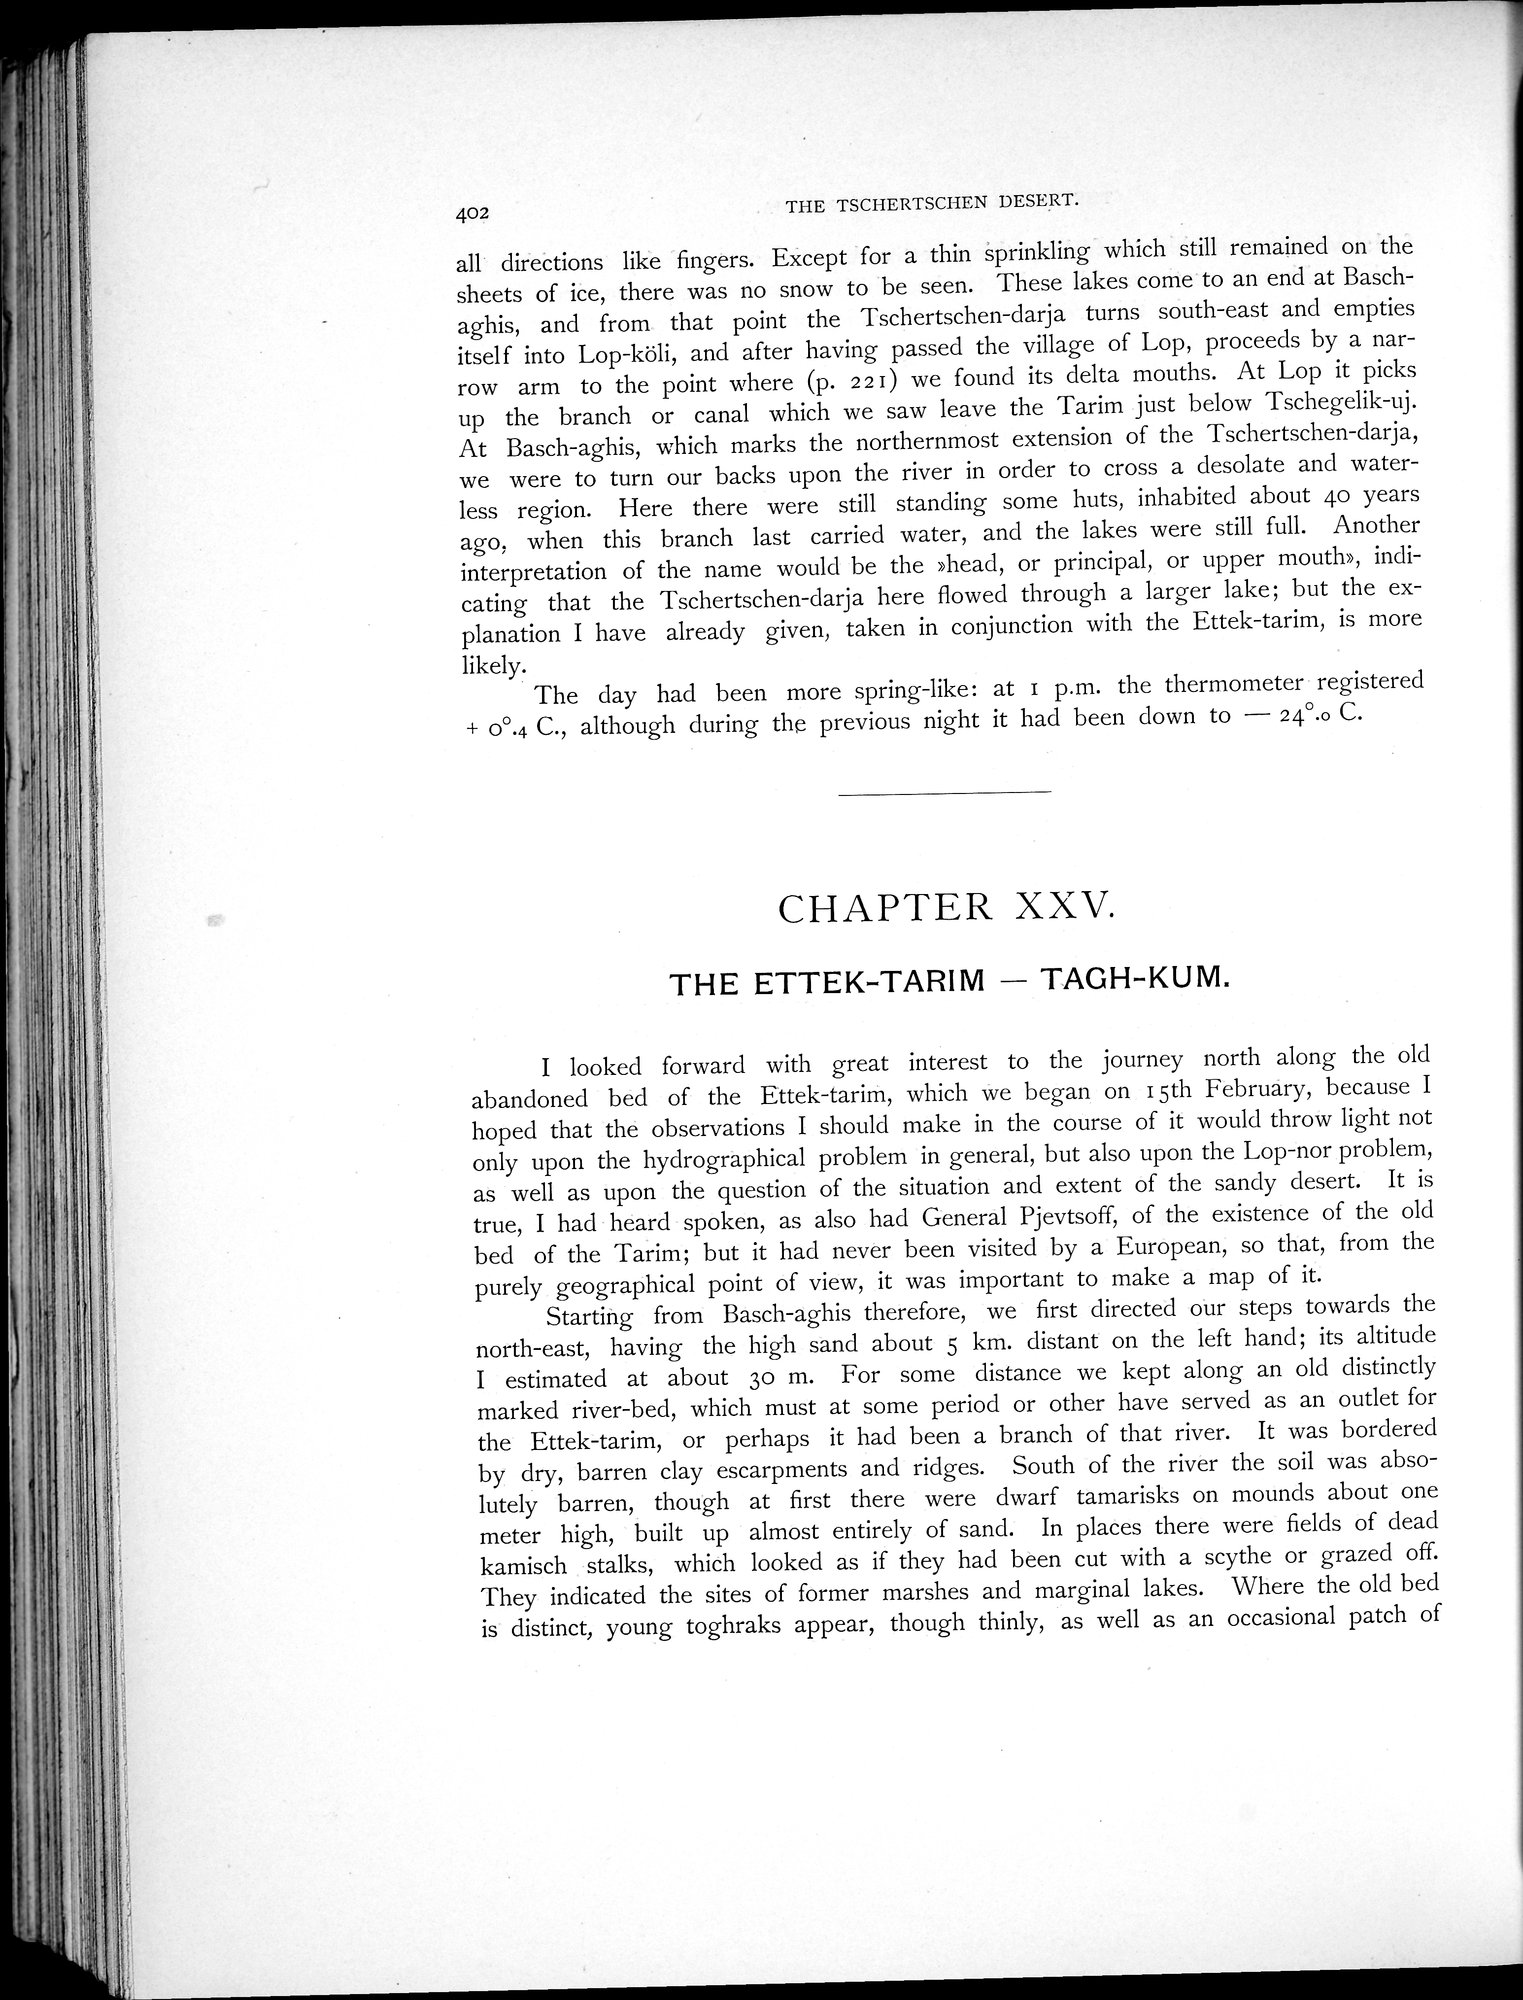 402
THE TSCHERTSCHEN DESERT.
all directions like fingers. Except for a thin sprinkling which still remained on the
sheets of ice, there was no snow to be seen. These lakes come to an end at Basch-
aghis, and from that point the Tschertschen-darja turns south-east and empties
itself into Lop-köli, and after having passed the village of Lop, proceeds by a nar-
row arm to the point where (p. 221) we found its delta mouths. At Lop it picks
up the branch or canal which we saw leave the Tarim just below Tschegelik-uj.
At Basch-aghis, which marks the northernmost extension of the Tschertschen-darja,
we were to turn our backs upon the river in order to cross a desolate and water-
less region. Here there were still standing some huts, inhabited about 40 years
ago, when this branch last carried water, and the lakes were still full. Another
interpretation of the name would be the »head, or principal, or upper mouth», indi-
cating that the Tschertschen-darja here flowed through a larger lake; but the ex-
planation I have already given, taken in conjunction with the Ettek-tarim, is more
likely.
The day had been more spring-like: at 1 p.m. the thermometer registered
+ 0°.4 C., although during the previous night it had been down to — 24°.0 C.
CHAPTER XXV.
THE ETTEK-TARIM — TAGH-KUM.
I looked forward with great interest to the journey north along the old
abandoned bed of the Ettek-tarim, which we began on 15th February, because I
hoped that the observations I should make in the course of it would throw light not
only upon the hydrographical problem in general, but also upon the Lop-nor problem,
as well as upon the question of the situation and extent of the sandy desert. It is
true, I had heard spoken, as also had General Pjevtsoff, of the existence of the old
bed of the Tarim; but it had never been visited by a European, so that, from the
purely geographical point of view, it was important to make a map of it.
Starting from Basch-aghis therefore, we first directed our steps towards the
north-east, having the high sand about 5 km. distant on the left hand; its altitude
I estimated at about 30 m. For some distance we kept along an old distinctly
marked river-bed, which must at some period or other have served as an outlet for
the Ettek-tarim, or perhaps it had been a branch of that river. It was bordered
by dry, barren clay escarpments and ridges. South of the river the soil was abso-
lutely barren, though at first there were dwarf tamarisks on mounds about one
meter high, built up almost entirely of sand. In places there were fields of dead
kamisch stalks, which looked as if they had been cut with a scythe or grazed off.
They indicated the sites of former marshes and marginal lakes. Where the old bed
is distinct, young toghraks appear, though thinly, as well as an occasional patch of